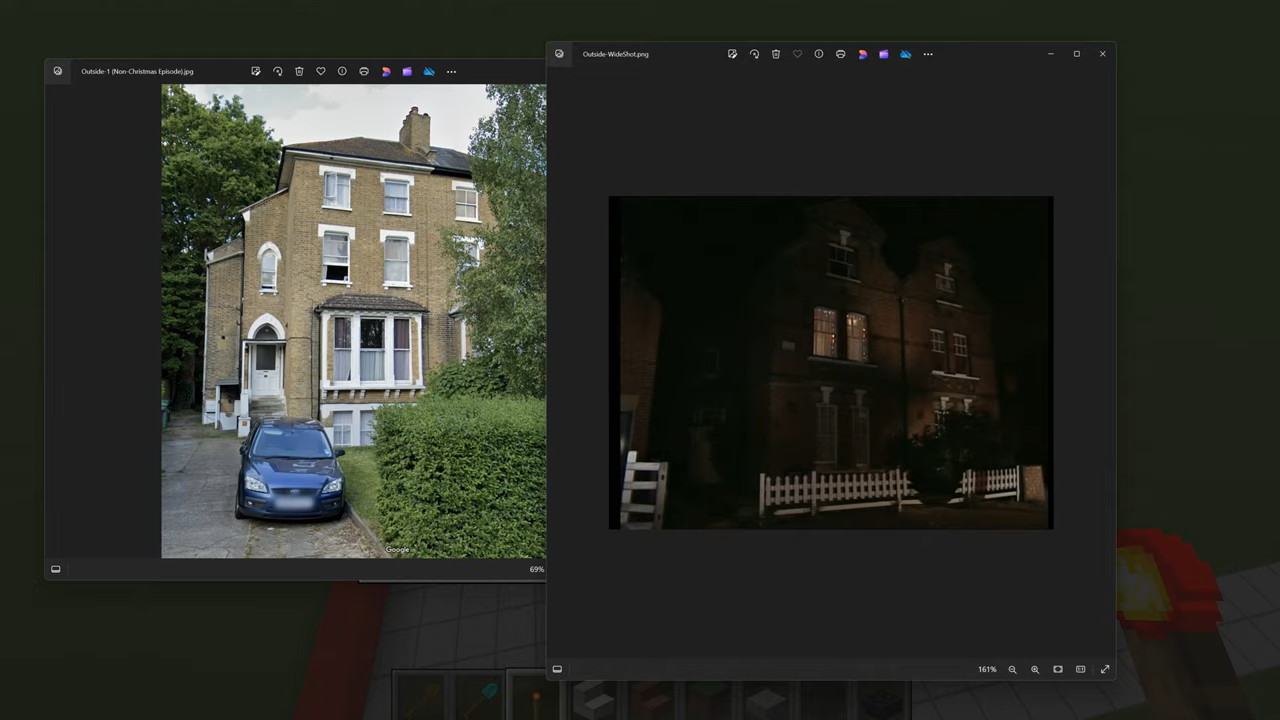 Outside-1 (Non-Christmas Episode).jpg
Outside-WideShot.png
Google
69%
161%